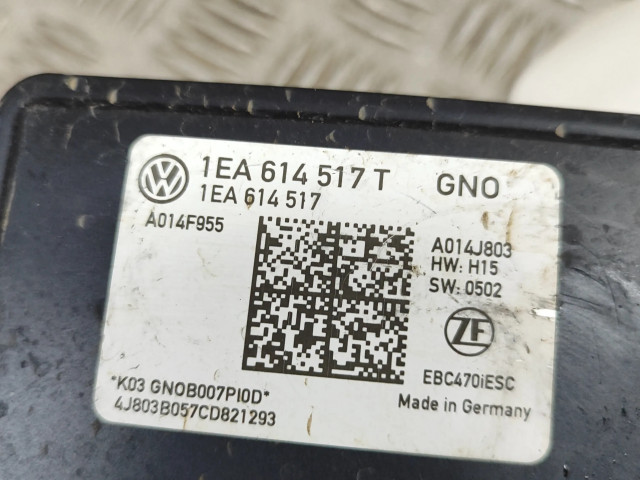 1EA 614 517 T GNO
1EA 614 517
A014F955
A014J803
HW: H15
SW: 0502
ZF
EBC470iESC
*K03 GNOB007PI0D*
Made in Germany
4J803B057CD821293